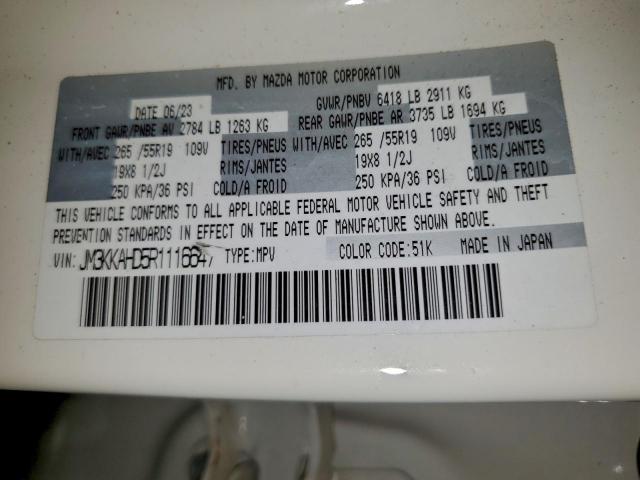 MFD. BY MAZDA MOTOR CORPORATION
DATE 06/23 GVWR/PNBV 6418 LB 2911 KG
FRONT GAWR/PNBE AV 2784 LB 1263 KG REAR GAWR/PNBE AR 3735 LB 1694 KG
WITH/AVEC 265 /55R19 109V TIRES/PNEUS WITH/AVEC 265 /55R19 109V TIRES/PNEUS
19X8 1/2J RIMS/JANTES 19X8 1/2J RIMS/JANTES
250 KPA/36 PSI COLD/A FROID 250 KPA/36 PSI COLD/A FROID
THIS VEHICLE CONFORMS TO ALL APPLICABLE FEDERAL MOTOR VEHICLE SAFETY AND THEFT
PREVENTION STANDARDS IN EFFECT ON THE DATE OF MANUFACTURE SHOWN ABOVE.
VIN: JM3KKAHD5R1116647 TYPE:MPV COLOR CODE:51K MADE IN JAPAN